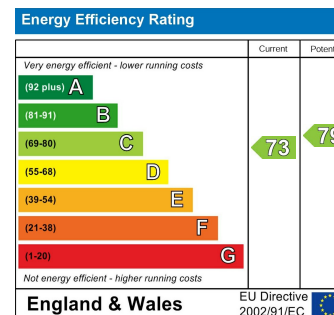 Energy Efficiency Rating
Current Poten
Very energy efficient - lower running costs
(92 plus) A
(81-91) B
(69-80) C
(55-68) D
(39-54) E
(21-38) F
(1-20) G
73
79
Not energy efficient - higher running costs
England & Wales
EU Directive
2002/91/EC